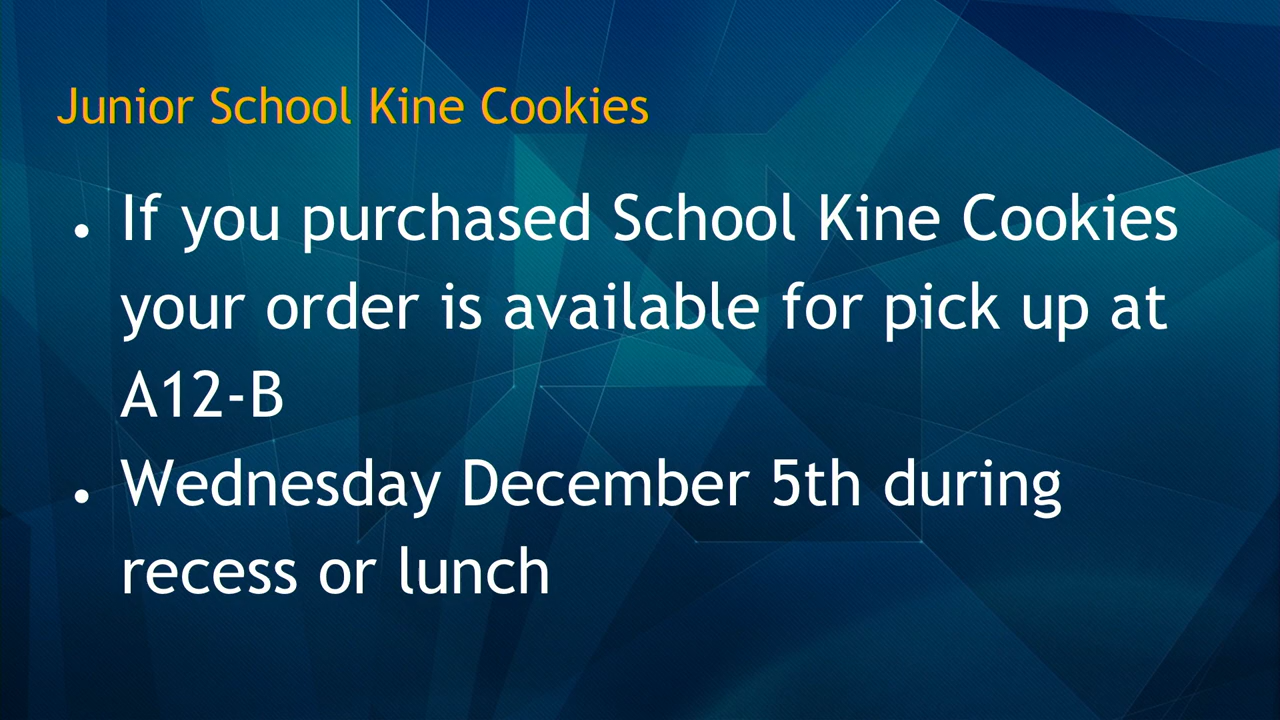 Junior School Kine Cookies
• If you purchased School Kine Cookies
your order is available for pick up at
A12-B
• Wednesday December 5th during
recess or lunch